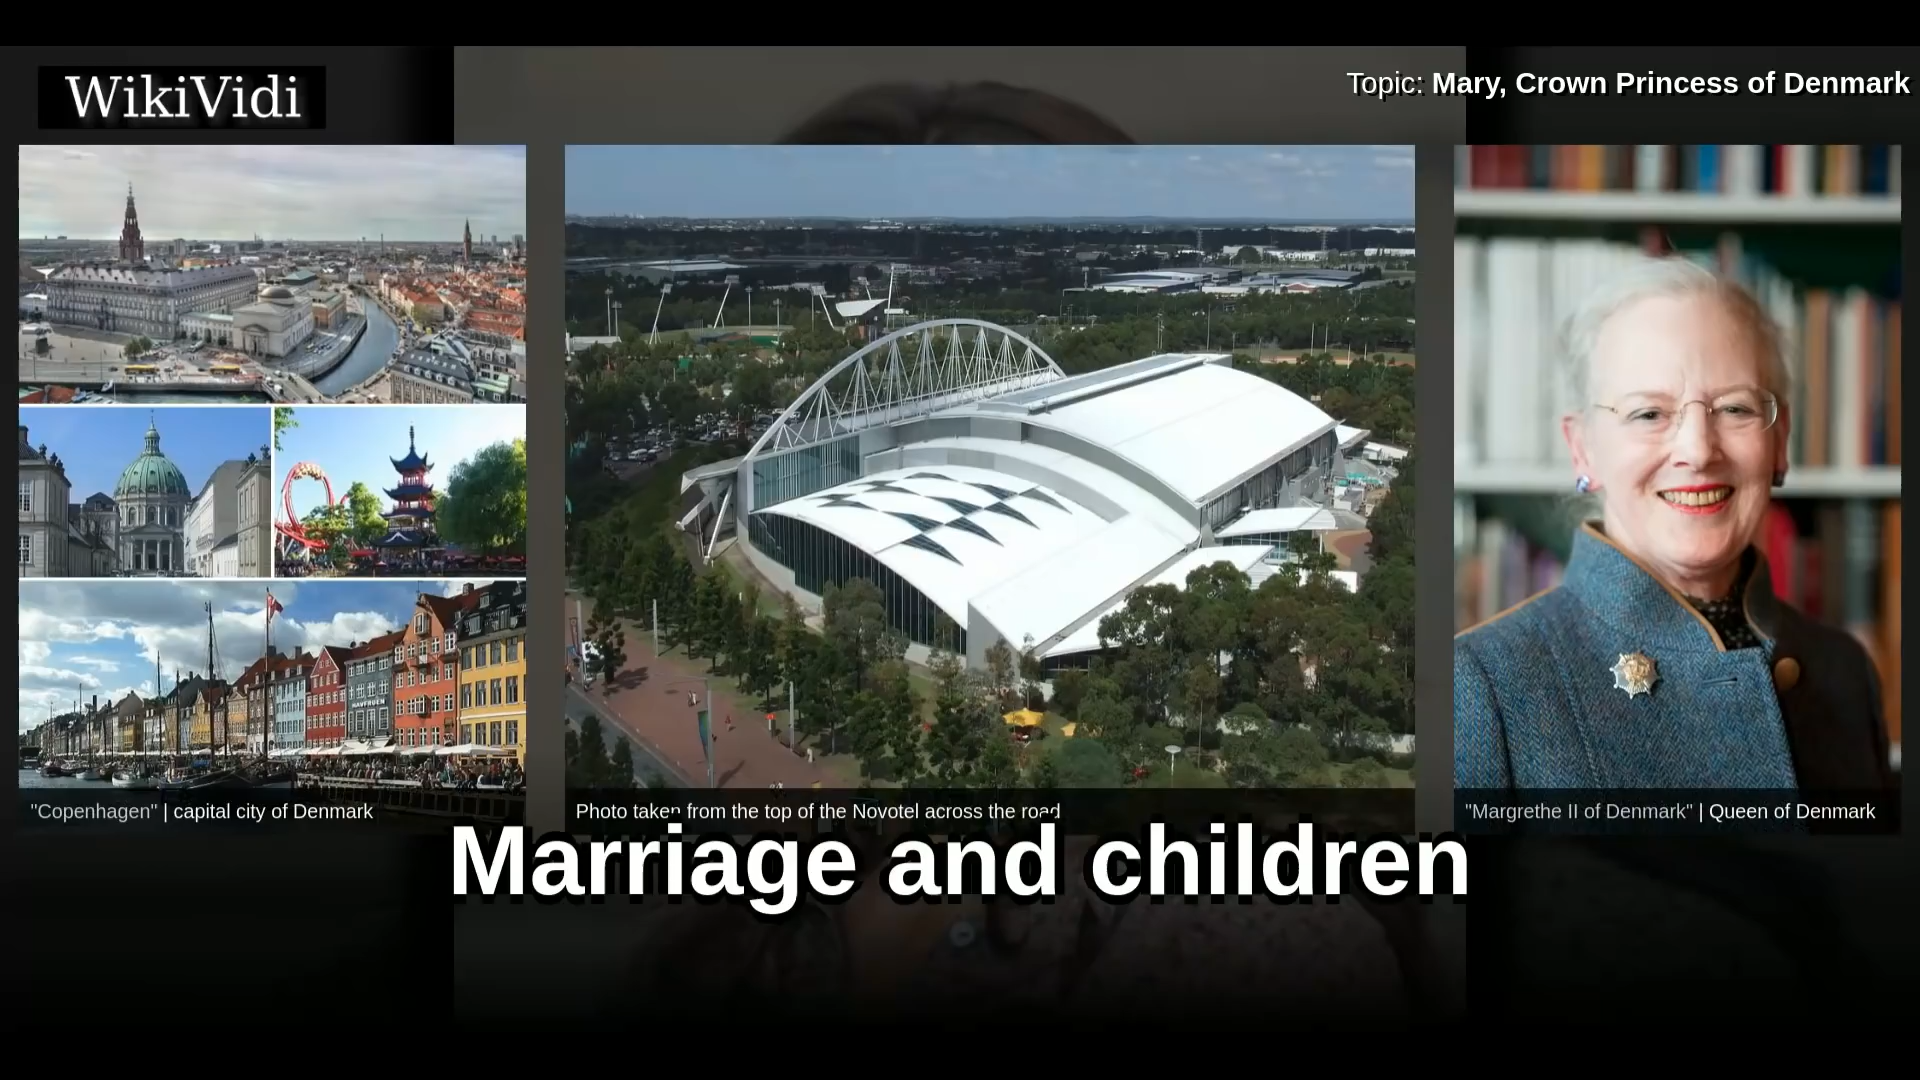 WikiVidi
Topic: Mary, Crown Princess of Denmark
HAVFRUEN
"Copenhagen" | capital city of Denmark
Photo taken from the top of the Novotel across the road
"Margrethe II of Denmark" | Queen of Denmark
Marriage and children